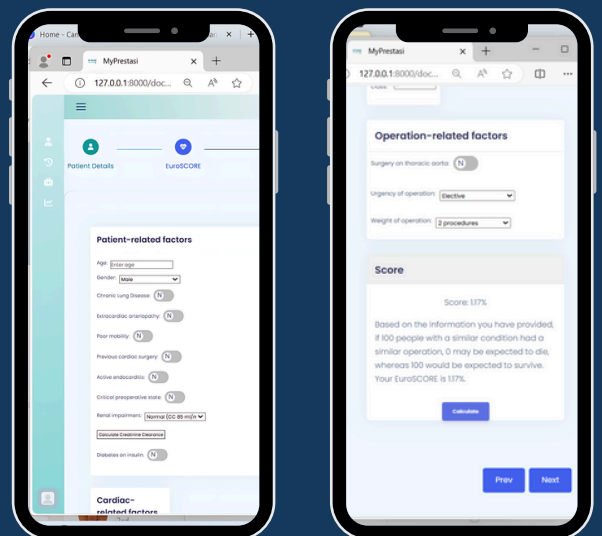 Home - Can
MyPrestasi
127.0.0.1:8000/doc...
Patient Details
EuroSCORE
Patient-related factors
Age: Enter age
Gender: Male
Chronic Lung Disease: N
Extracardiac arteriopathy: N
Poor mobility: N
Previous cardiac surgery: N
Active endocarditis: N
Critical preoperative state: N
Renal impairment: Normal (CC 85 ml/m
Calculate Creatinine Clearance
Diabetes on insulin: N
Cardiac-
related factors
MyPrestasi
127.0.0.1:8000/doc...
Operation-related factors
Surgery on thoracic aorta: N
Urgency of operation: Elective
Weight of operation: 2 procedures
Score
Score: 1.17%
Based on the information you have provided,
if 100 people with a similar condition had a
similar operation, 0 may be expected to die,
whereas 100 would be expected to survive.
Your EuroSCORE is 1.17%.
Calculate
Prev Next